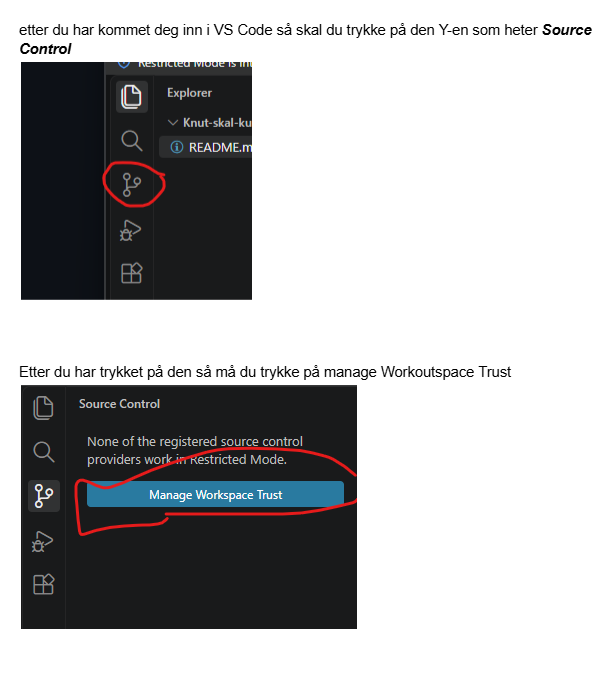 etter du har kommet deg inn i VS Code så skal du trykke på den Y-en som heter Source
Control
Restricted Mode is in
Explorer
Knut-skal-ku
README.m
Etter du har trykket på den så må du trykke på manage Workoutspace Trust
Source Control
None of the registered source control
providers work in Restricted Mode.
Manage Workspace Trust